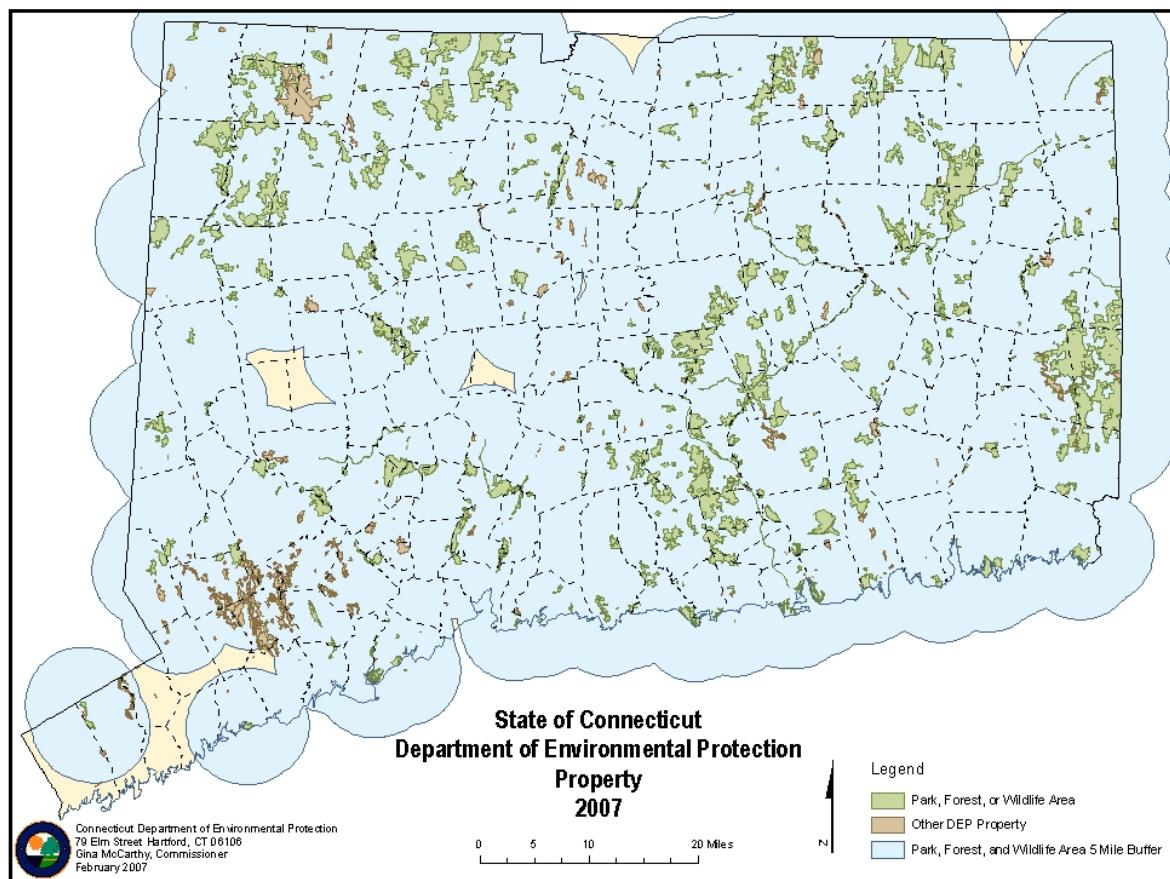 State of Connecticut
Department of Environmental Protection
Property
2007
Legend
Park, Forest, or Wildlife Area
Other DEP Property
Park, Forest, and Wildlife Area 5 Mile Buffer
N
0 5 10 20 Miles
Connecticut Department of Environmental Protection
79 Elm Street Hartford, CT 06106
Gina McCarthy, Commissioner
February 2007